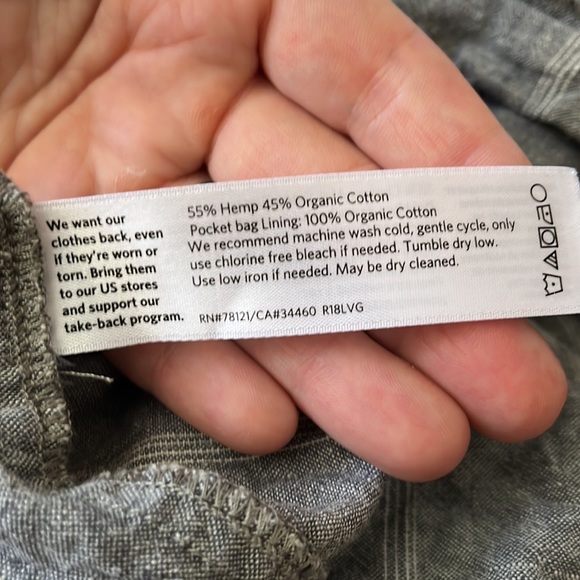 We want our
clothes back, even
if they're worn or
torn. Bring them
to our US stores
and support our
take-back program.
55% Hemp 45% Organic Cotton
Pocket bag Lining: 100% Organic Cotton
We recommend machine wash cold, gentle cycle, only
use chlorine free bleach if needed. Tumble dry low.
Use low iron if needed. May be dry cleaned.
RN#78121/CA#34460 R18LVG